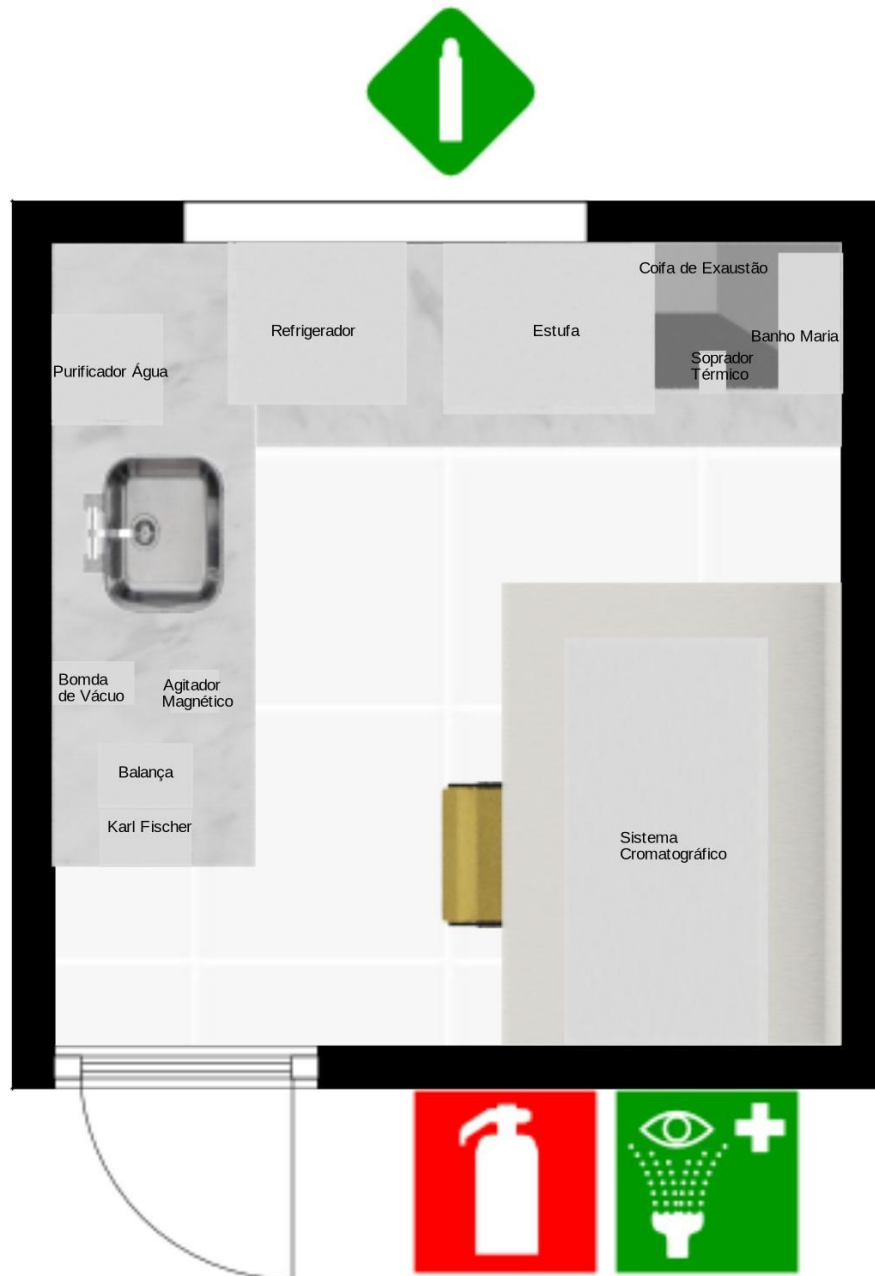 Coifa de Exaustão
Refrigerador
Estufa
Banho Maria
Soprador
Térmico
Purificador Água
Bomda
de Vácuo
Agitador
Magnético
Balança
Karl Fischer
Sistema
Cromatográfico